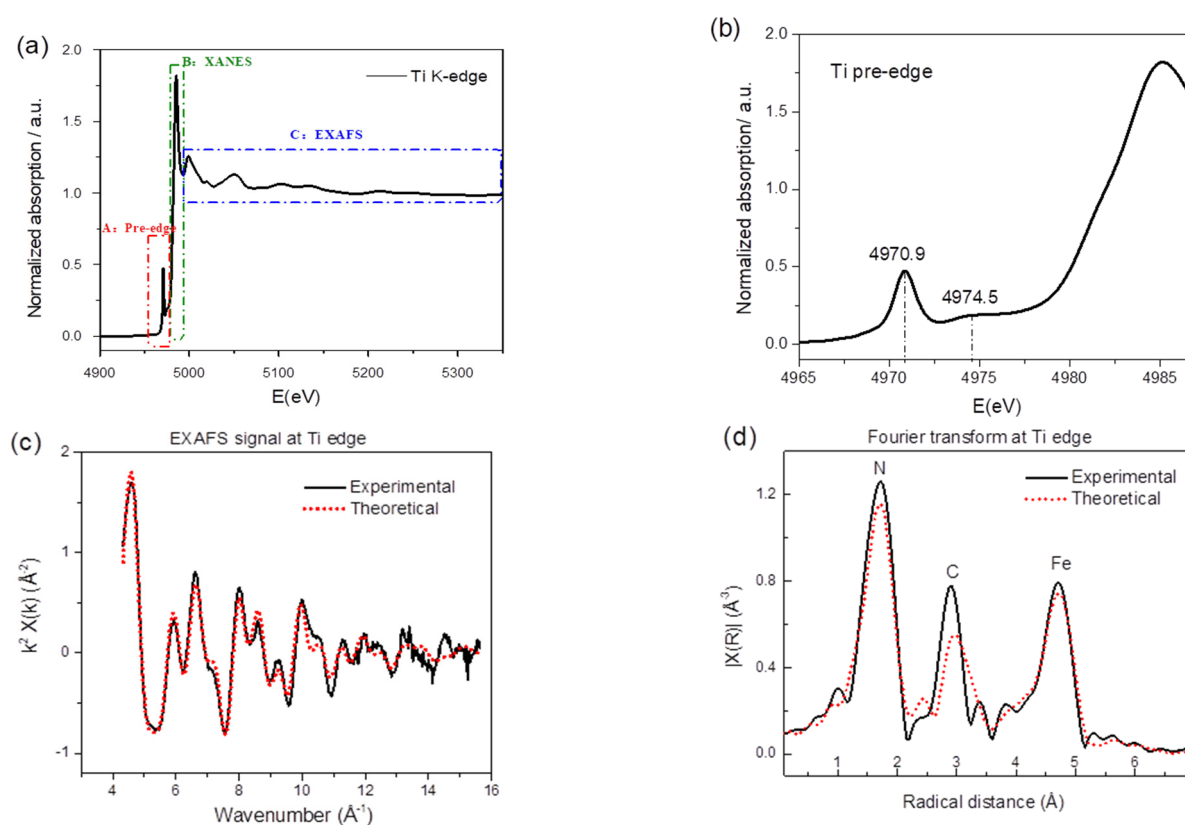 (a)
2.0
1.5
1.0
0.5
0.0
Normalized absorption / a.u.
B：XANES
Ti K-edge
C：EXAFS
A：Pre-edge
4900 5000 5100 5200 5300
E(eV)
(b)
2.0
1.5
1.0
0.5
0.0
Normalized absorption/ a.u.
Ti pre-edge
4970.9
4974.5
4965 4970 4975 4980 4985
E(eV)
(c)
EXAFS signal at Ti edge
2
1
0
-1
k² X(k) (Å⁻²)
Experimental
Theoretical
4 6 8 10 12 14 16
Wavenumber (Å⁻¹)
(d)
Fourier transform at Ti edge
1.2
0.8
0.4
0.0
|X(R)| (Å⁻³)
N
C
Fe
Experimental
Theoretical
1 2 3 4 5 6
Radical distance (Å)